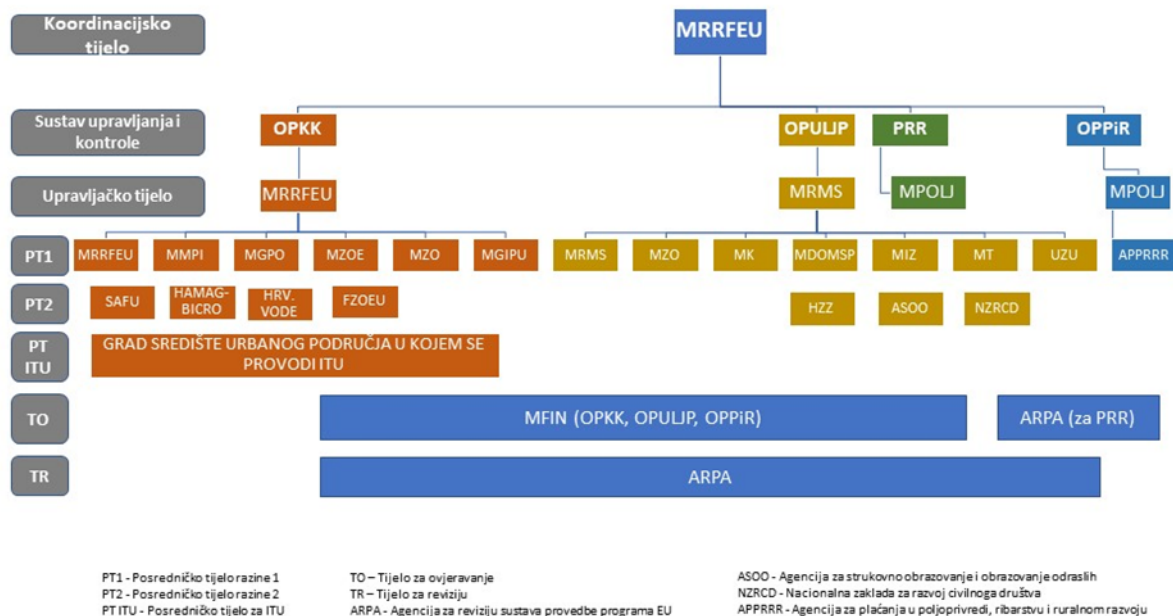 Koordinacijsko
tijelo
MRRFEU
Sustav upravljanja i
kontrole
OPKK
OPULJP
PRR
OPPiR
Upravljačko tijelo
MRRFEU
MRMS
MPOLJ
MPOLJ
PT1
MRRFEU
MMPI
MGPO
MZOE
MZO
MGIPU
MRMS
MZO
MK
MDOMSP
MIZ
MT
UZU
APPRRR
PT2
SAFU
HAMAG-
BICRO
HRV.
VODE
FZOEU
HZZ
ASOO
NZRCD
PT
ITU
GRAD SREDIŠTE URBANOG PODRUČJA U KOJEM SE
PROVODI ITU
TO
MFIN (OPKK, OPULJP, OPPiR)
ARPA (za PRR)
TR
ARPA
PT1 - Posredničko tijelo razine 1
PT2 - Posredničko tijelo razine 2
PT ITU - Posredničko tijelo za ITU
TO – Tijelo za ovjeravanje
TR – Tijelo za reviziju
ARPA - Agencija za reviziju sustava provedbe programa EU
ASOO - Agencija za strukovno obrazovanje i obrazovanje odraslih
NZRCD - Nacionalna zaklada za razvoj civilnoga društva
APPRRR - Agencija za plaćanja u poljoprivredi, ribarstvu i ruralnom razvoju